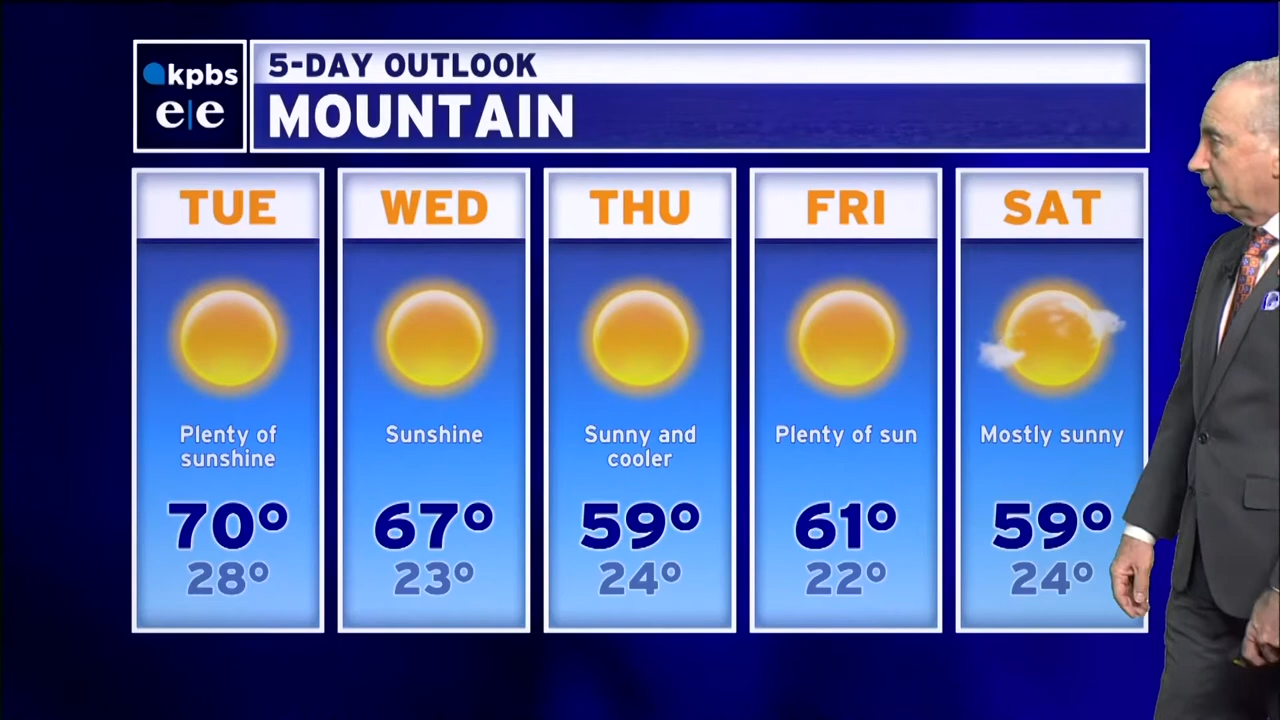 kpbs
e|e
5-DAY OUTLOOK
MOUNTAIN
TUE
Plenty of
sunshine
70°
28°
WED
Sunshine
67°
23°
THU
Sunny and
cooler
59°
24°
FRI
Plenty of sun
61°
22°
SAT
Mostly sunny
59°
24°